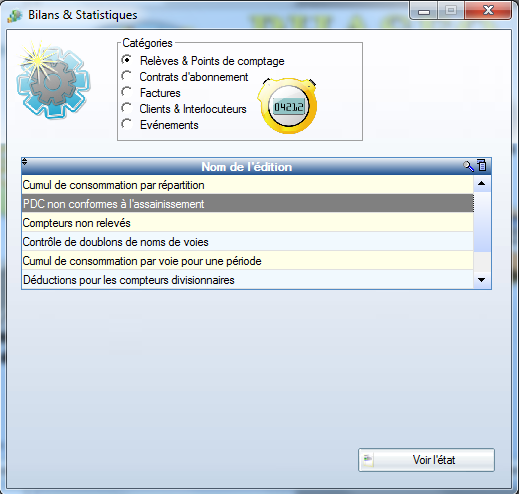 Bilans & Statistiques
Catégories
Relèves & Points de comptage
Contrats d'abonnement
Factures
Clients & Interlocuteurs
Evénements
04212
Nom de l'édition
Cumul de consommation par répartition
PDC non conformes à l'assainissement
Compteurs non relevés
Contrôle de doublons de noms de voies
Cumul de consommation par voie pour une période
Déductions pour les compteurs divisionnaires
Voir l'état